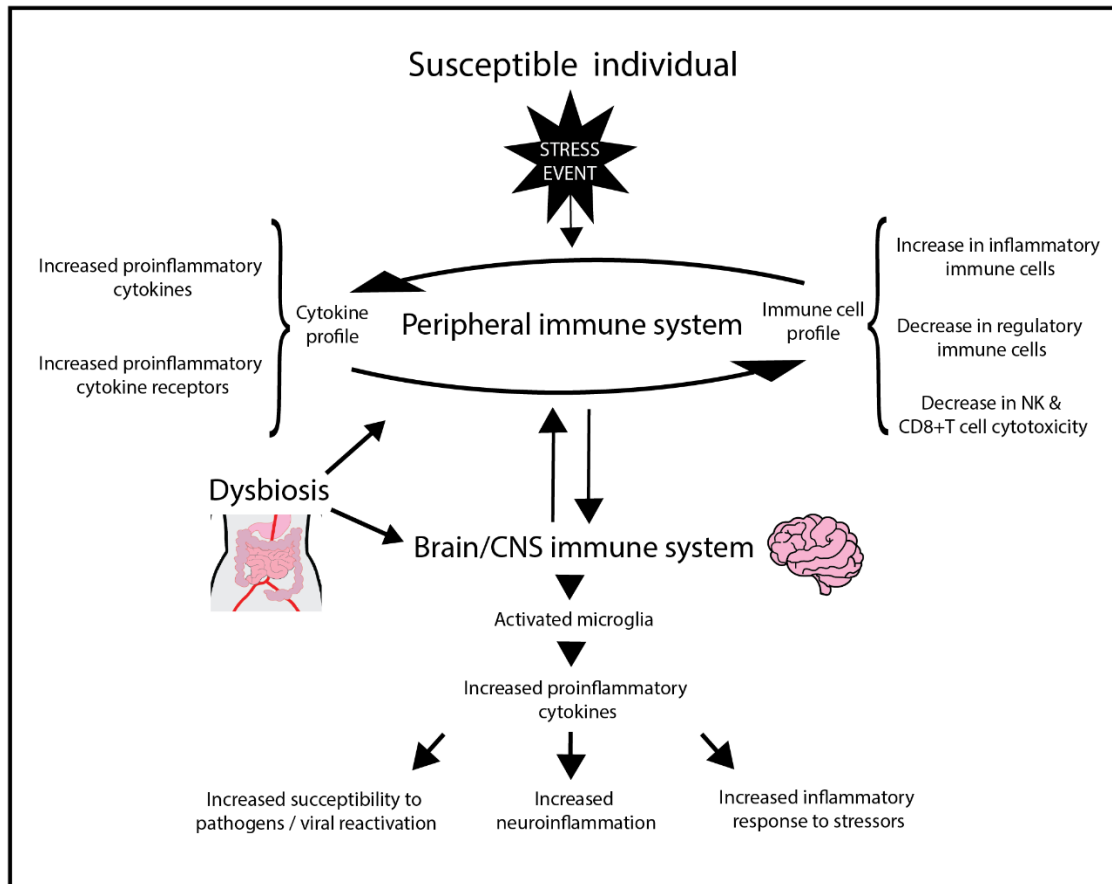 Susceptible individual
STRESS
EVENT
Increased proinflammatory
cytokines
Increased proinflammatory
cytokine receptors
Cytokine
profile
Peripheral immune system
Immune cell
profile
Increase in inflammatory
immune cells
Decrease in regulatory
immune cells
Decrease in NK &
CD8+T cell cytotoxicity
Dysbiosis
Brain/CNS immune system
Activated microglia
Increased proinflammatory
cytokines
Increased succeptibility to
pathogens / viral reactivation
Increased
neuroinflammation
Increased inflammatory
response to stressors